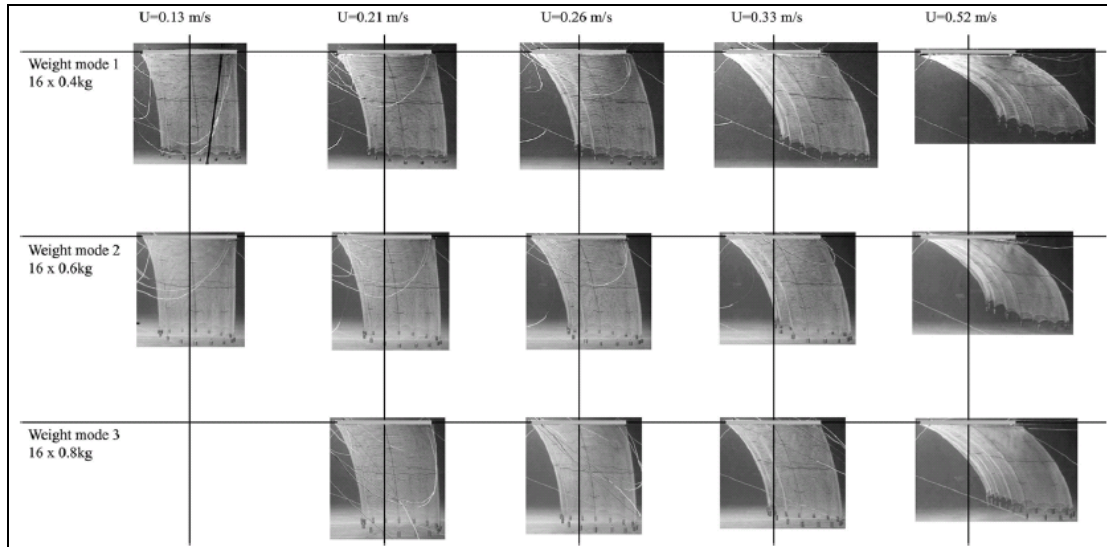 U=0.13 m/s U=0.21 m/s U=0.26 m/s U=0.33 m/s U=0.52 m/s
Weight mode 1
16 x 0.4kg
Weight mode 2
16 x 0.6kg
Weight mode 3
16 x 0.8kg